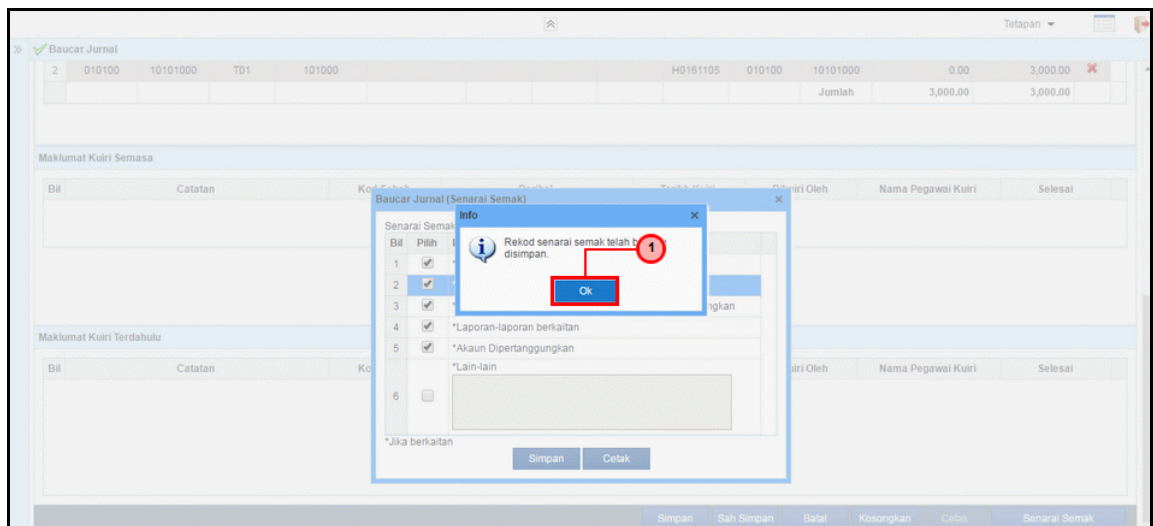 Tetapan
Baucar Jurnal
2 010100 10101000 T01 101000 H0161105 010100 10101000 0.00 3,000.00
Jumlah 3,000.00 3,000.00
Maklumat Kuiri Semasa
Bil Catatan Tarikh Kuiri Oleh Nama Pegawai Kuiri Selesai
Baucar Jurnal (Senarai Semak)
Info
Senarai Semak
Bil Pilih
Rekod senarai semak telah
disimpan.
1
Ok
1
2
3
4 *Laporan-laporan berkaitan
5 *Akaun Dipertanggungkan
*Lain-lain
6
*Jika berkaitan
Simpan Cetak
Maklumat Kuiri Terdahulu
Bil Catatan Oleh Nama Pegawai Kuiri Selesai
Simpan Sah Simpan Batal Kosongkan Cetak Senarai Semak